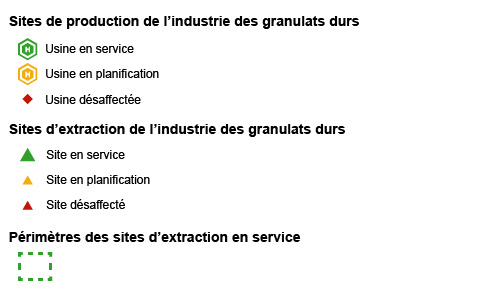 Sites de production de l’industrie des granulats durs
Usine en service
Usine en planification
Usine désaffectée
Sites d’extraction de l’industrie des granulats durs
Site en service
Site en planification
Site désaffecté
Périmètres des sites d’extraction en service